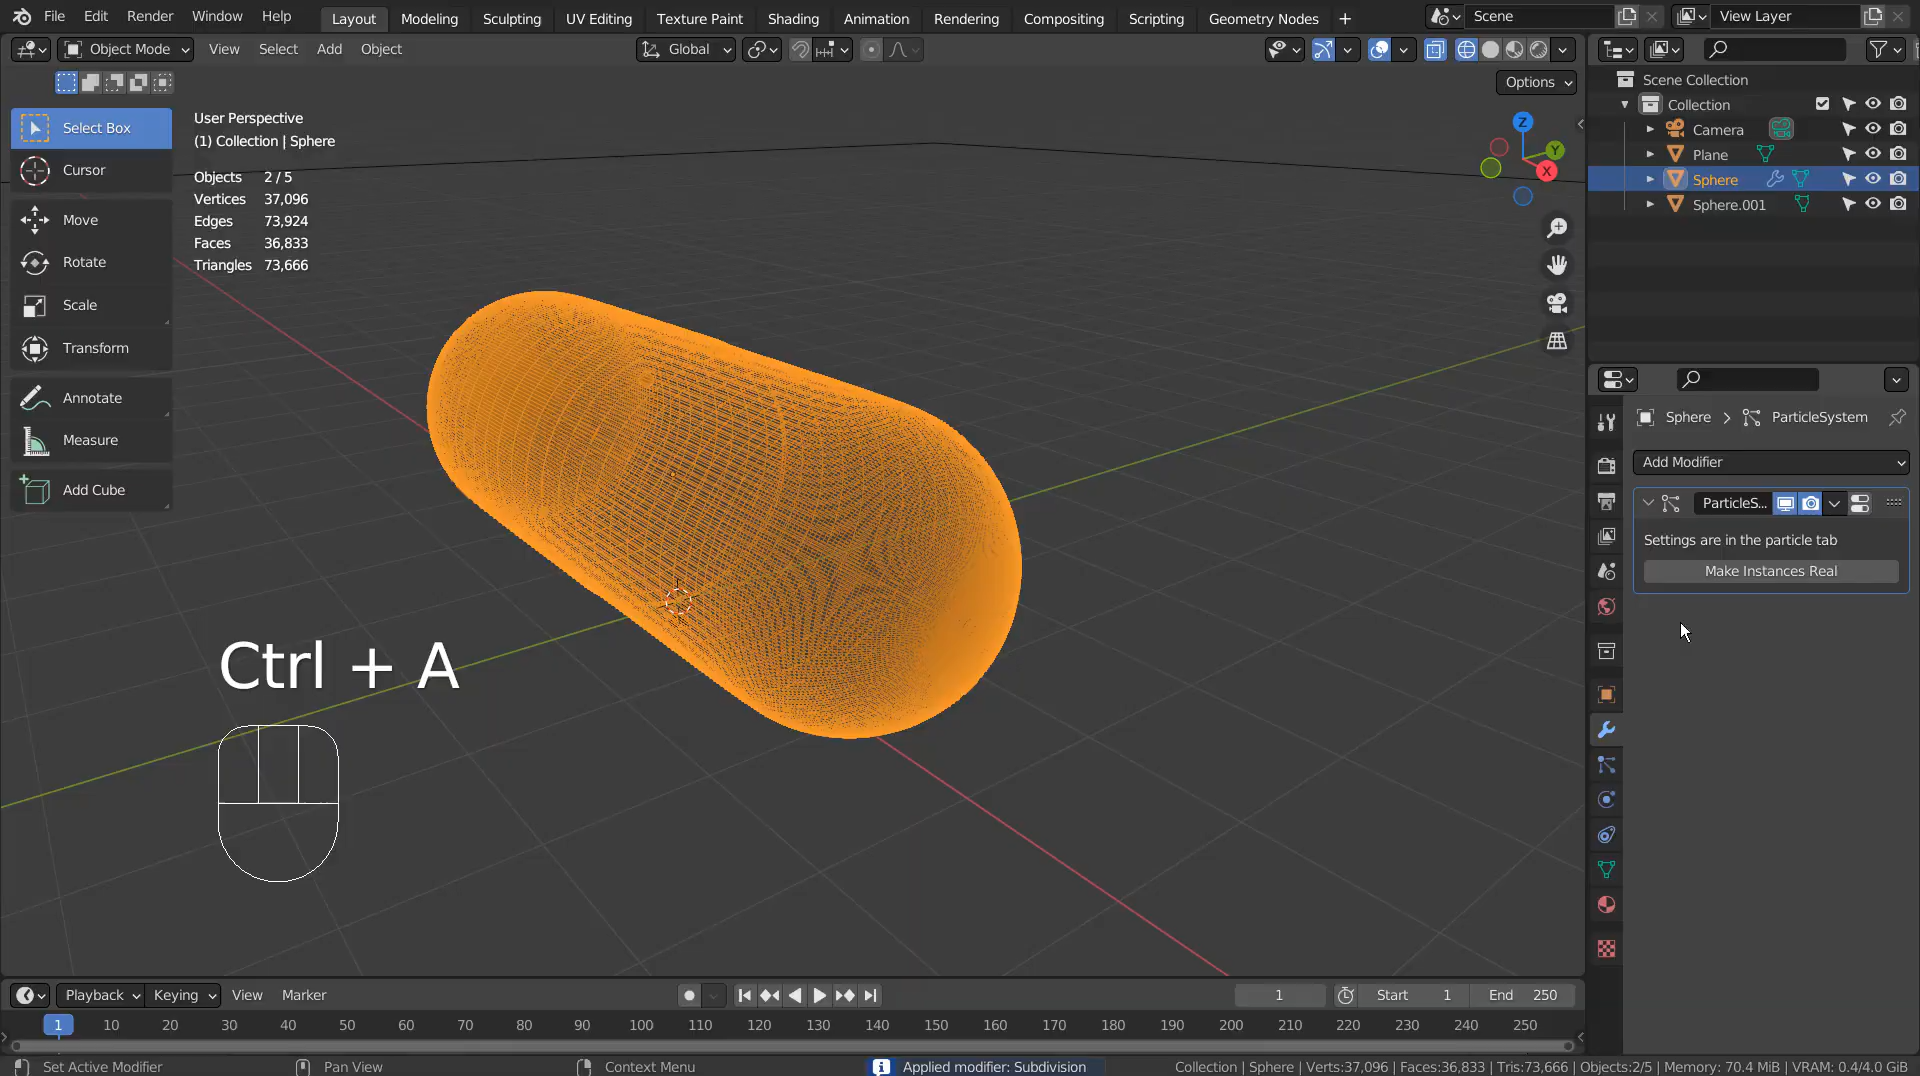 File Edit Render Window Help Layout Modeling Sculpting UV Editing Texture Paint Shading Animation Rendering Compositing Scripting Geometry Nodes + Scene View Layer
Object Mode View Select Add Object Global
Options
Select Box
Cursor
Move
Rotate
Scale
Transform
Annotate
Measure
Add Cube
User Perspective
(1) Collection | Sphere
Objects 2 / 5
Vertices 37,096
Edges 73,924
Faces 36,833
Triangles 73,666
Z
Y
X
Ctrl + A
Scene Collection
Collection
Camera
Plane
Sphere
Sphere.001
Sphere > ParticleSystem
Add Modifier
ParticleS...
Settings are in the particle tab
Make Instances Real
Playback Keying View Marker 1 Start 1 End 250
1 10 20 30 40 50 60 70 80 90 100 110 120 130 140 150 160 170 180 190 200 210 220 230 240 250
Set Active Modifier Pan View Context Menu Applied modifier: Subdivision Collection | Sphere | Verts:37,096 | Faces:36,833 | Tris:73,666 | Objects:2/5 | Memory: 70.4 MiB | VRAM: 0.4/4.0 GiB